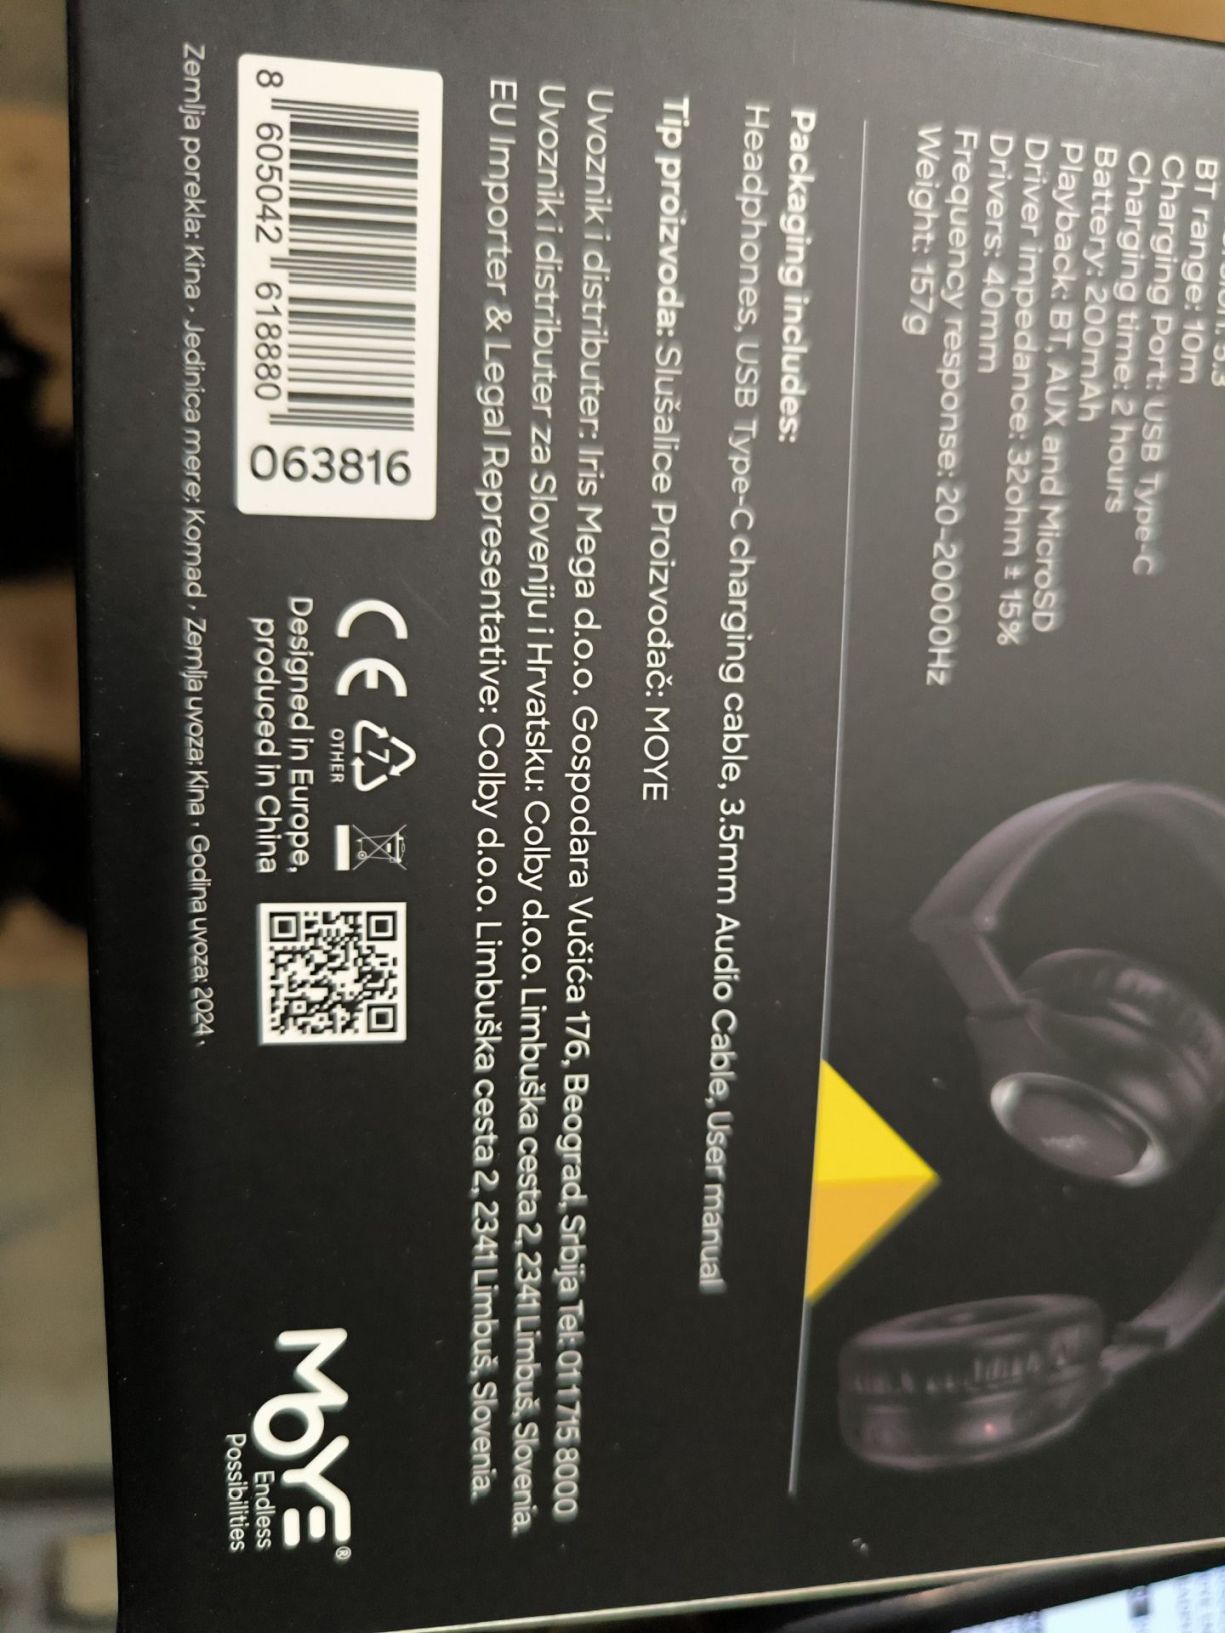 BT range: 10m
Charging Port: USB Type-C
Charging time: 2 hours
Battery: 200mAh
Playback: BT, AUX and MicroSD
Driver impedance: 32ohm ± 15%
Drivers: 40mm
Frequency response: 20-20000Hz
Weight: 157g
Packaging includes:
Headphones, USB Type-C charging cable, 3.5mm Audio Cable, User manual
Tip proizvoda: Slušalice Proizvođač: MOYE
Uvoznik i distributer: Iris Mega d.o.o. Gospodara Vučića 176, Beograd, Srbija Tel: 011 715 8000
Uvoznik i distributer za Sloveniju i Hrvatsku: Colby d.o.o. Limbuška cesta 2, 2341 Limbuš, Slovenia.
EU Importer & Legal Representative: Colby d.o.o. Limbuška cesta 2, 2341 Limbuš, Slovenia.
8 605042 618880
063816
CE
7
OTHER
Designed in Europe,
produced in China
MOYE®
Endless
Possibilities
Zemlja porekla: Kina • Jedinica mere: Komad • Zemlja uvoza: Kina • Godina uvoza: 2024 •